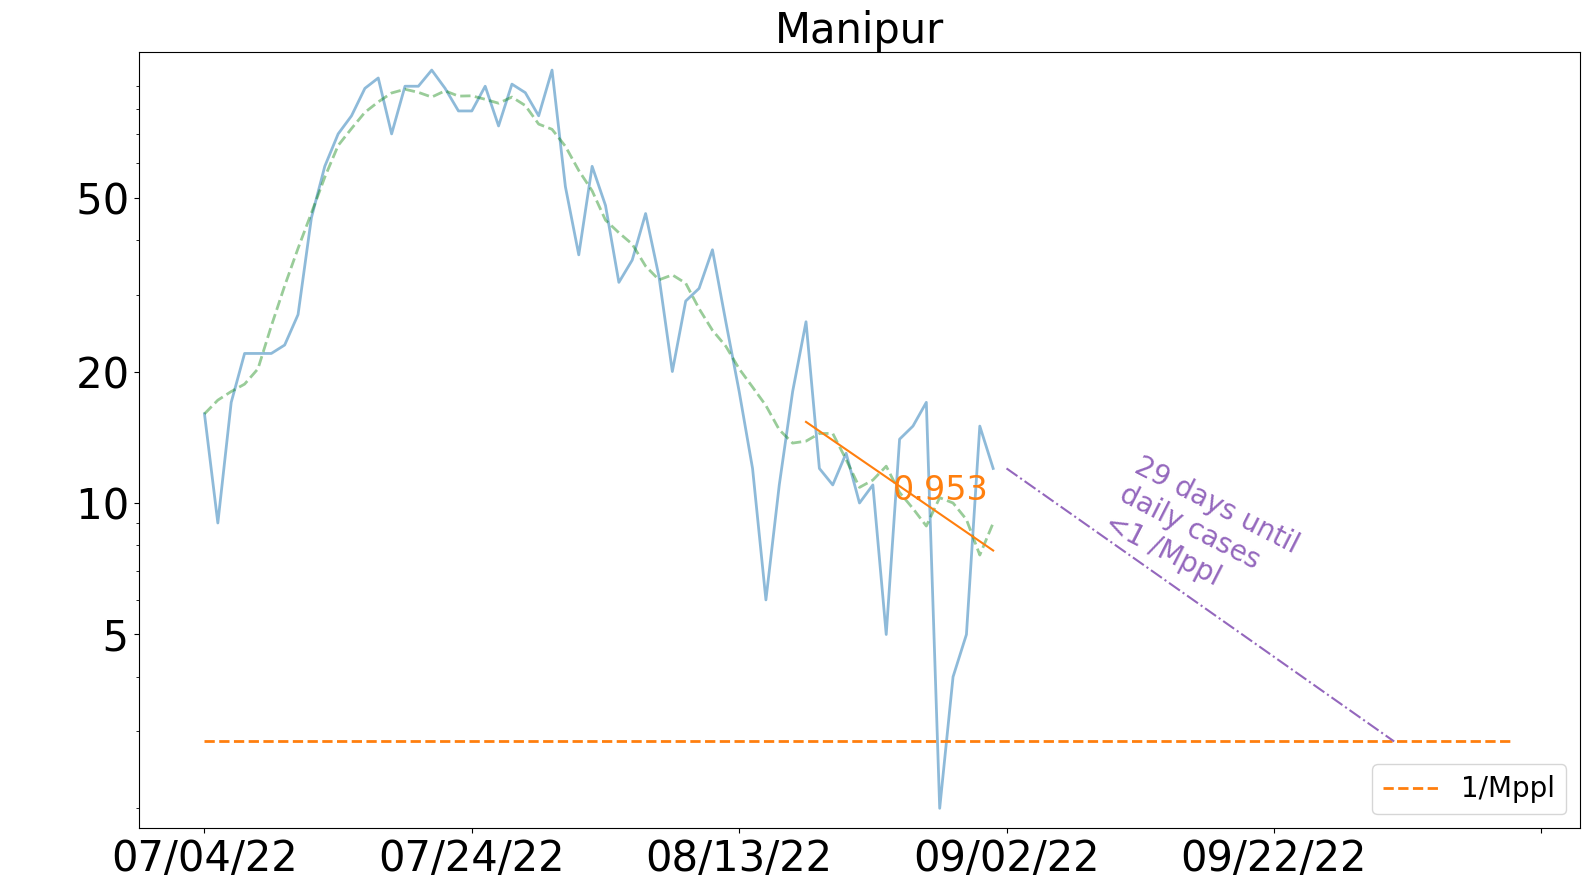 Manipur
50
20
10
5
0.953
29 days until
daily cases
<1 /Mppl
1/Mppl
07/04/22
07/24/22
08/13/22
09/02/22
09/22/22